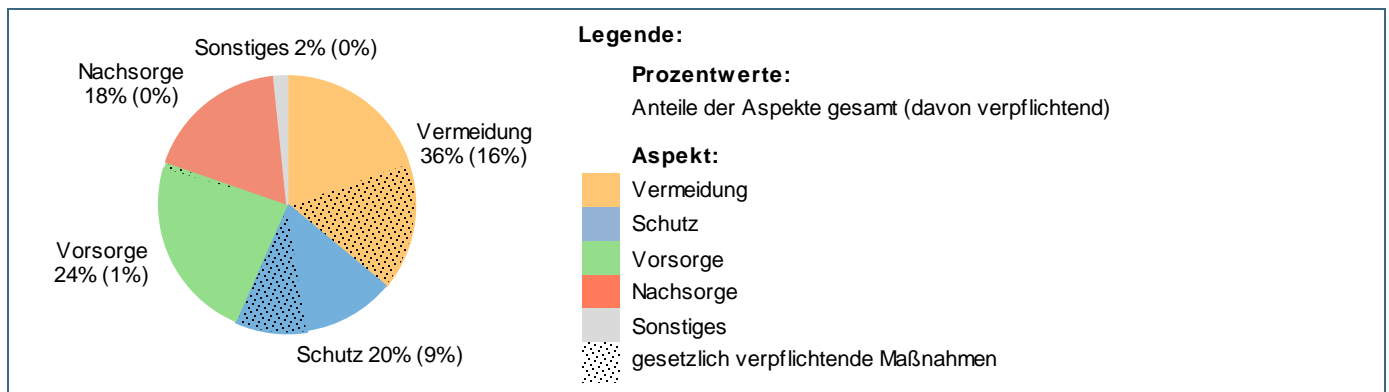 Sonstiges 2% (0%)
Nachsorge
18% (0%)
Vermeidung
36% (16%)
Vorsorge
24% (1%)
Schutz 20% (9%)
Legende:
Prozentwerte:
Anteile der Aspekte gesamt (davon verpflichtend)
Aspekt:
Vermeidung
Schutz
Vorsorge
Nachsorge
Sonstiges
gesetzlich verpflichtende Maßnahmen